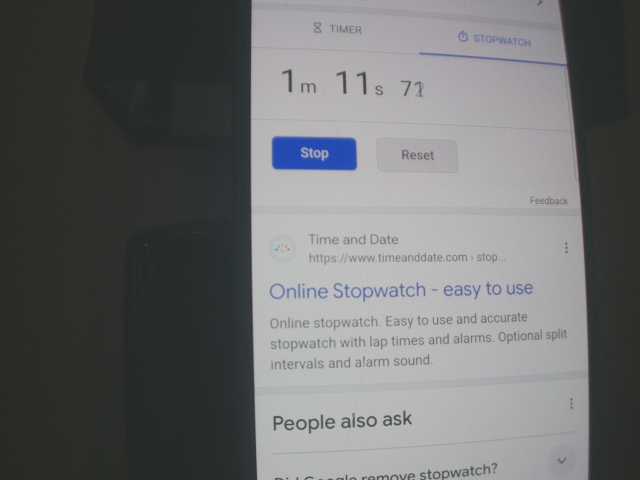 TIMER
STOPWATCH
1m 11s
Stop
Reset
Feedback
Time and Date
https://www.timeanddate.com › stop...
Online Stopwatch - easy to use
Online stopwatch. Easy to use and accurate
stopwatch with lap times and alarms. Optional split
intervals and alarm sound.
People also ask
Did Google remove stopwatch?